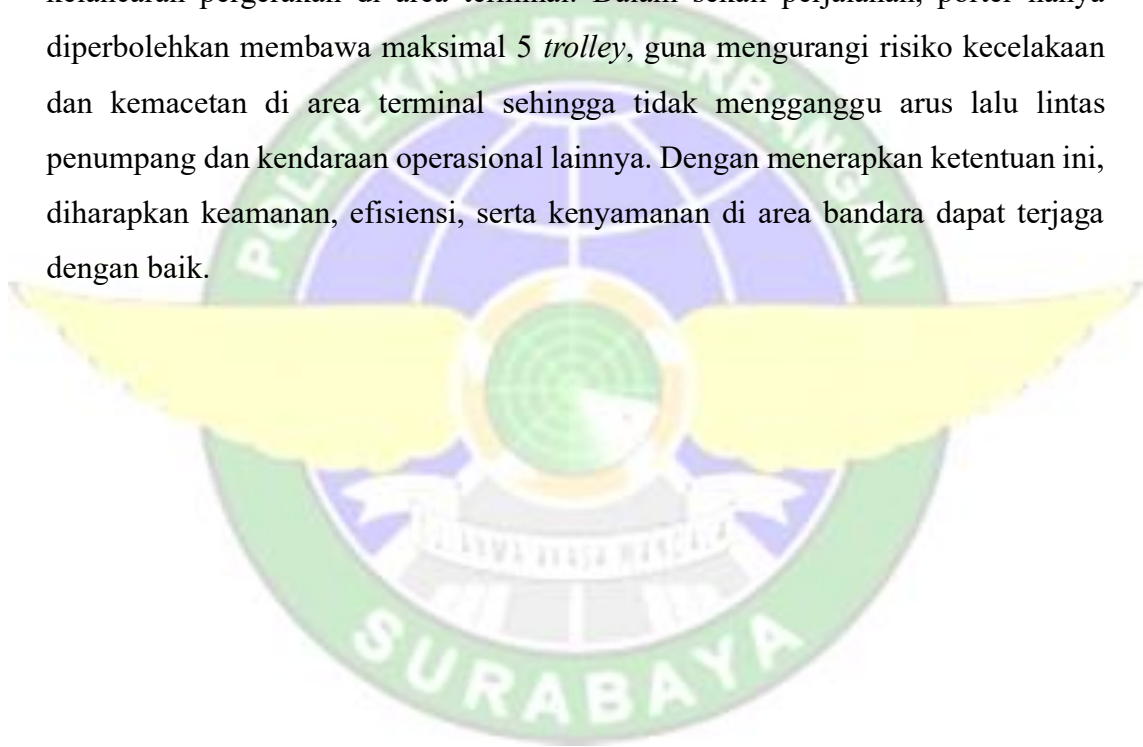 kelancaran pergerakan di area terminal. Dalam sekali perjalanan, porter hanya
diperbolehkan membawa maksimal 5 trolley, guna mengurangi risiko kecelakaan
dan kemacetan di area terminal sehingga tidak mengganggu arus lalu lintas
penumpang dan kendaraan operasional lainnya. Dengan menerapkan ketentuan ini,
diharapkan keamanan, efisiensi, serta kenyamanan di area bandara dapat terjaga
dengan baik.
POLITEKNIK PENERBANGAN
SURABAYA